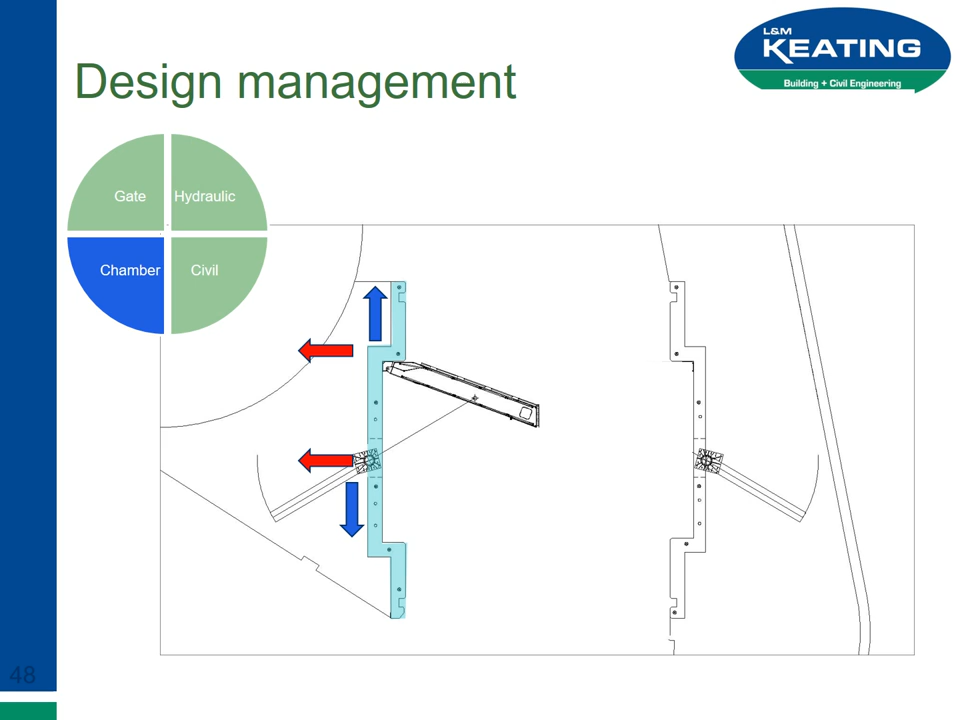 L&M
KEATING
Building + Civil Engineering
Design management
Gate
Hydraulic
Chamber
Civil
48